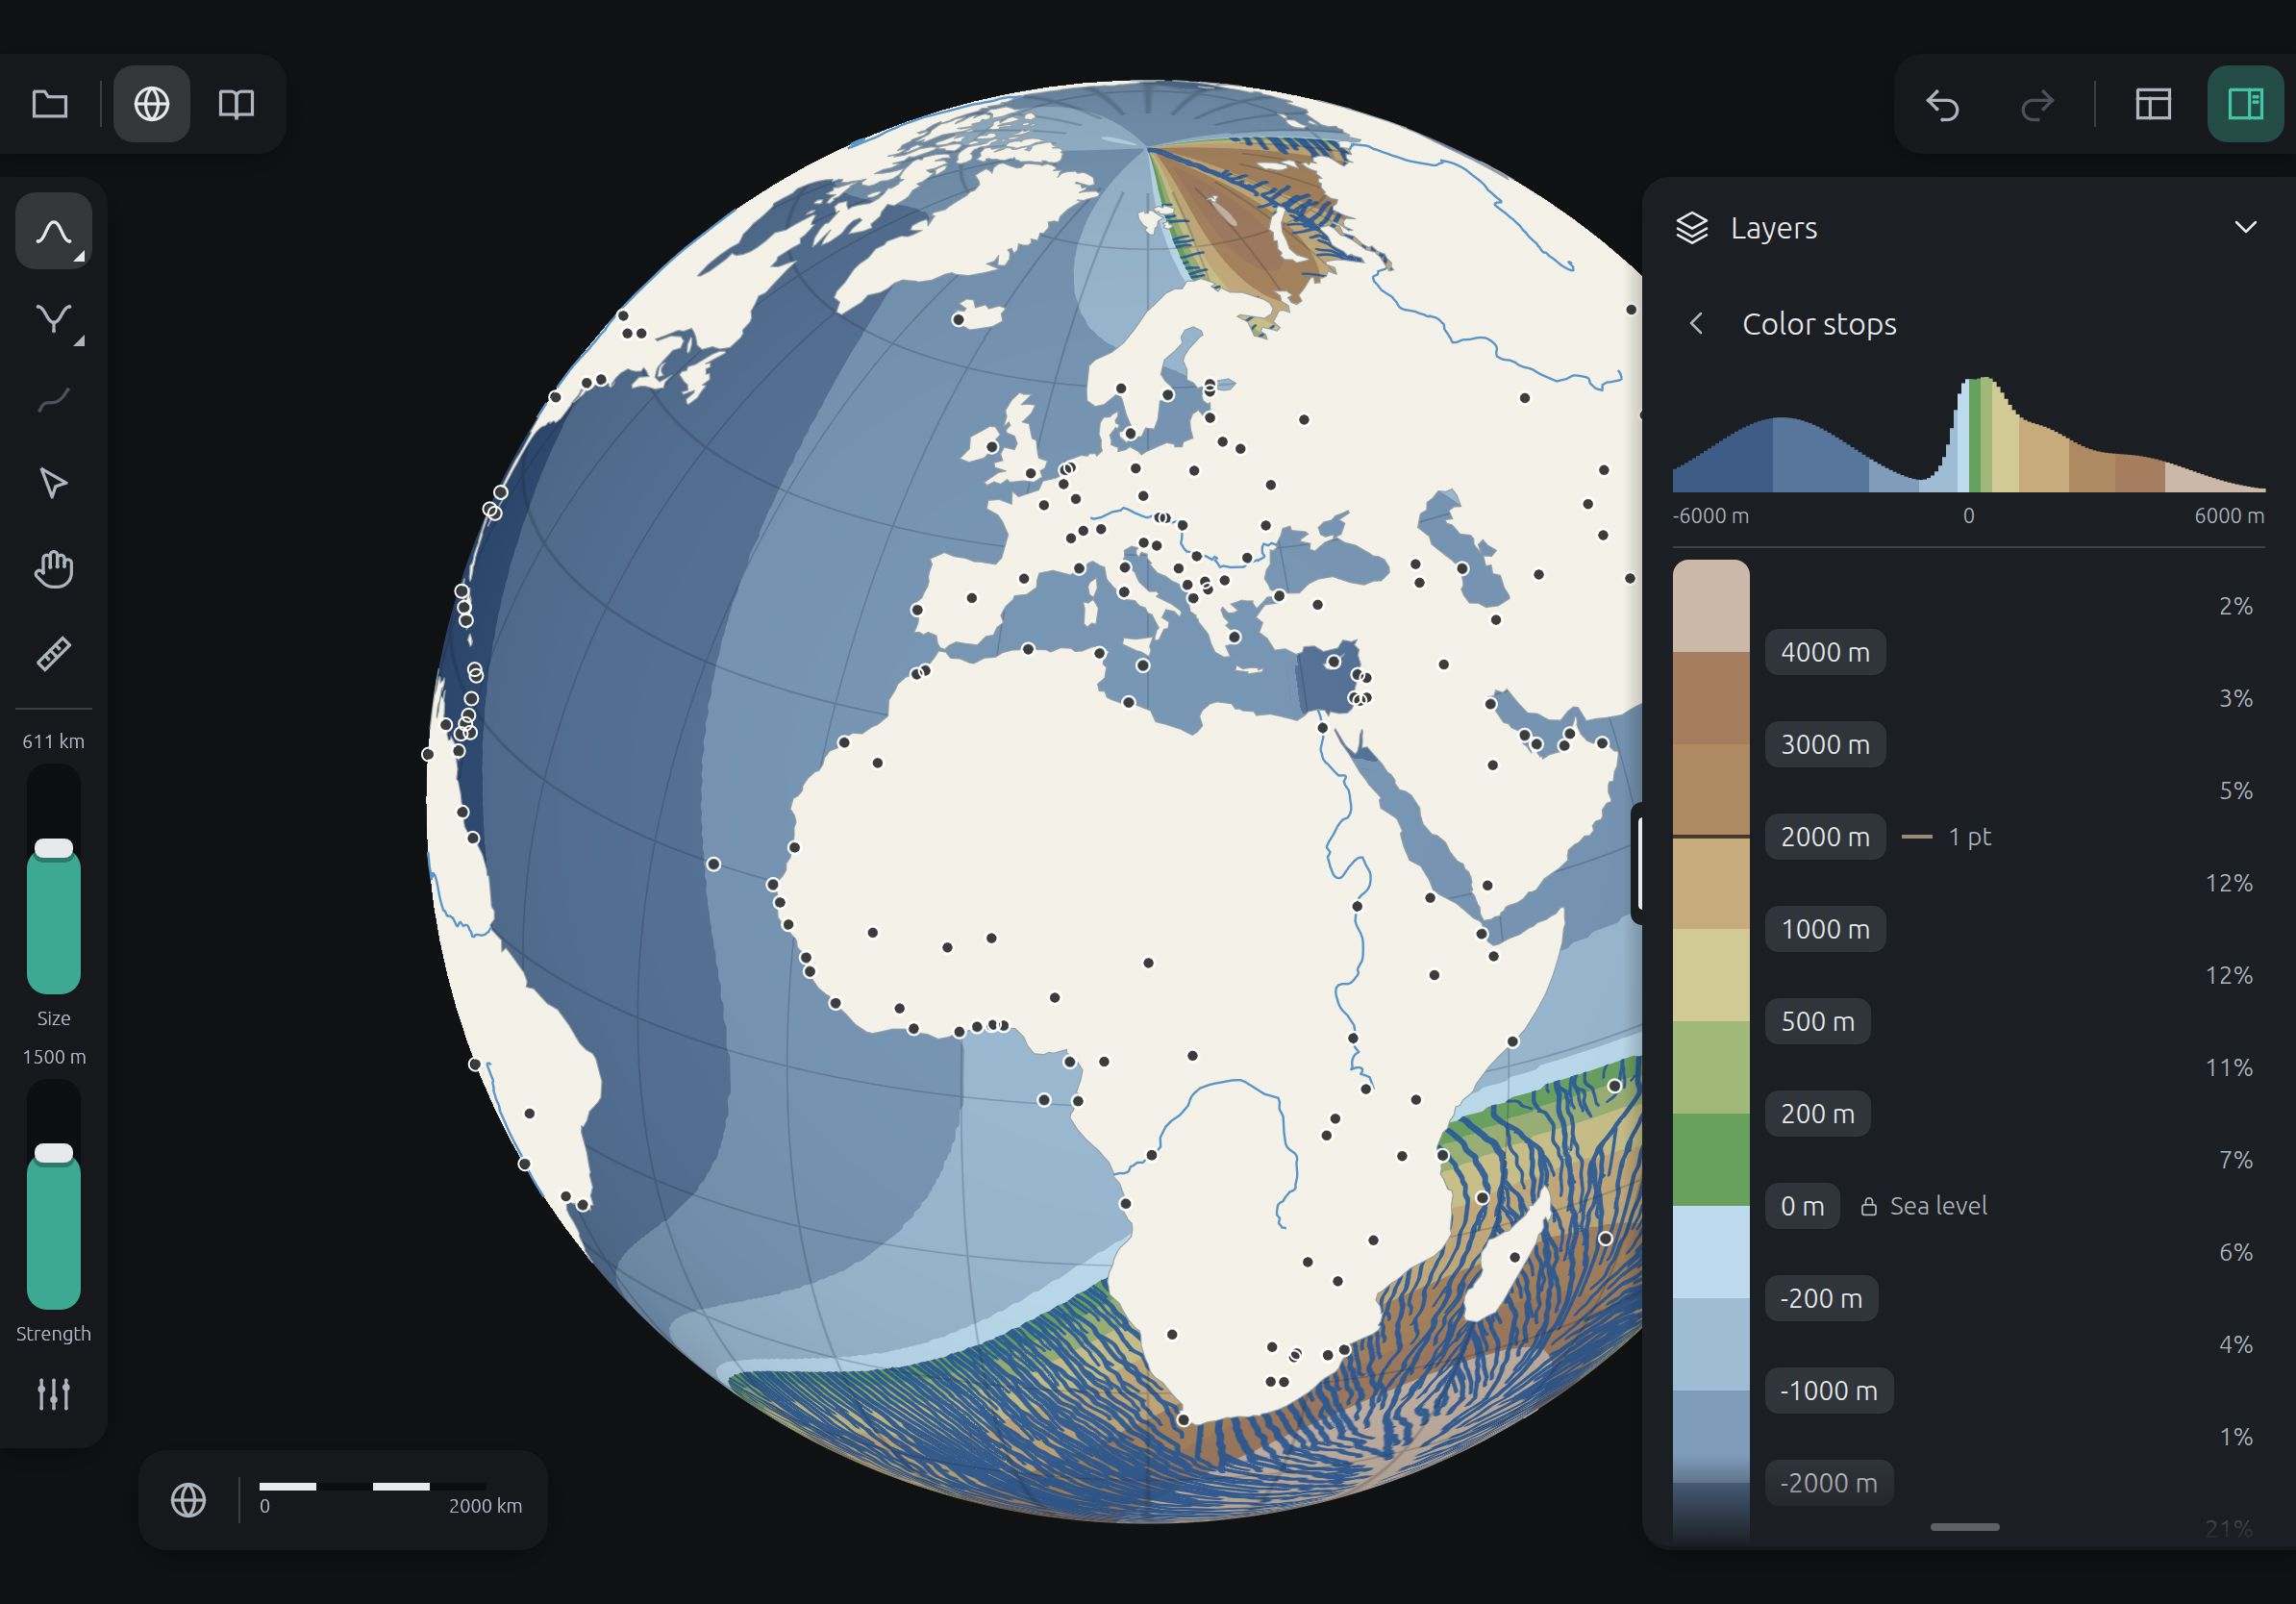 Layers
Color stops
-6000 m 0 6000 m
2%
4000 m
3%
3000 m
5%
2000 m 1 pt
12%
1000 m
12%
500 m
11%
200 m
7%
0 m Sea level
6%
-200 m
4%
-1000 m
1%
-2000 m
21%
611 km
Size
1500 m
Strength
0 2000 km